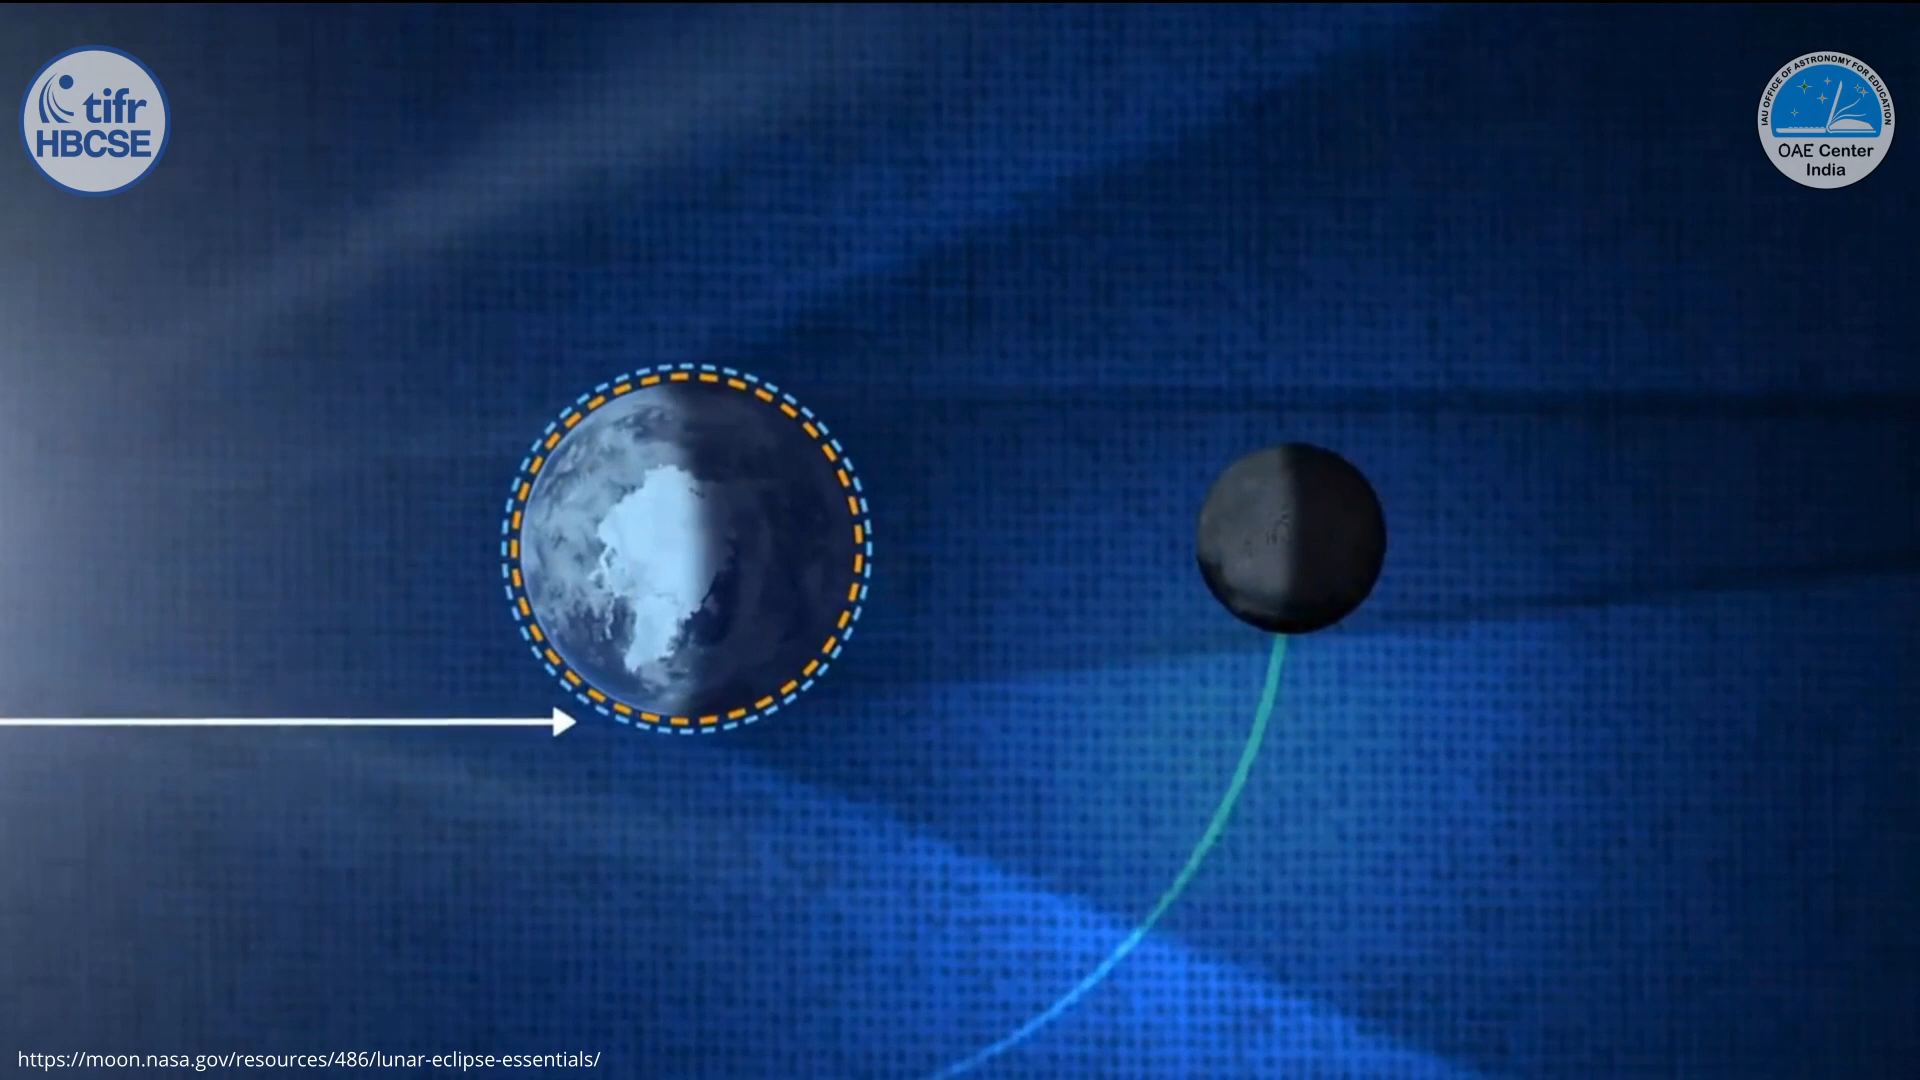 tifr
HBCSE
IAU OFFICE OF ASTRONOMY FOR EDUCATION
OAE Center
India
https://moon.nasa.gov/resources/486/lunar-eclipse-essentials/